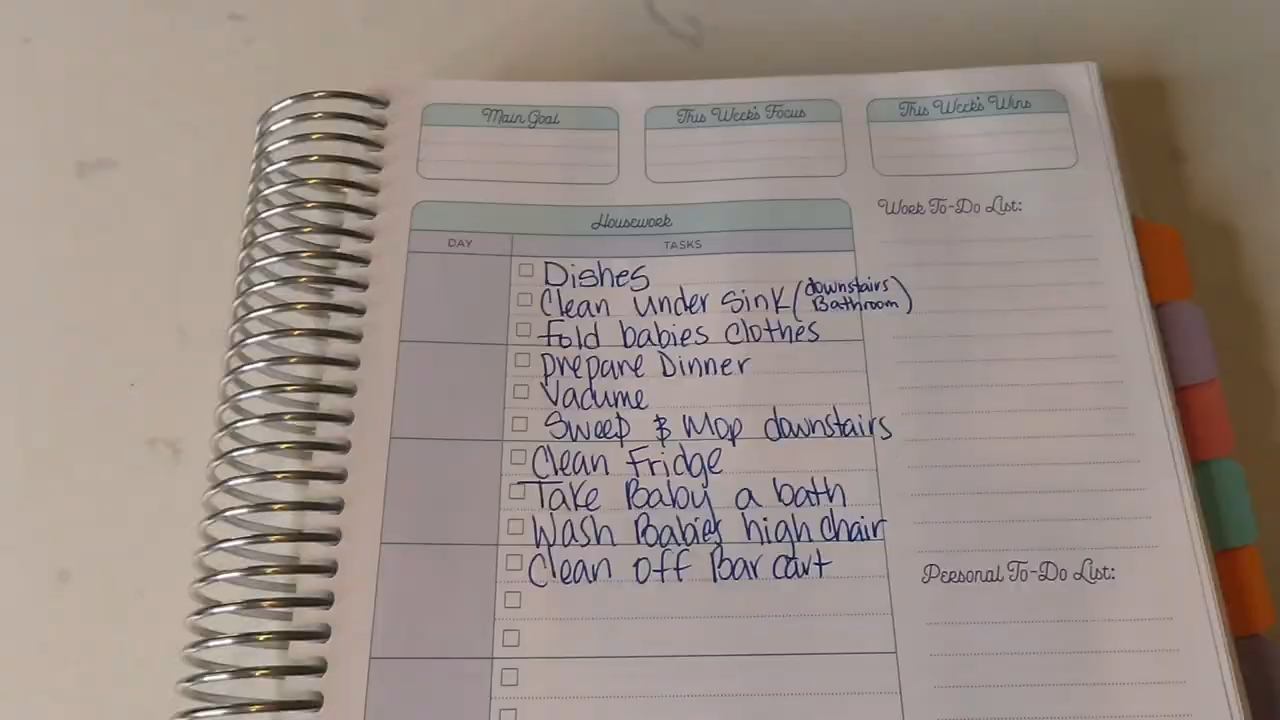 Main Goal
This Week's Focus
This Week's Wins
Housework
DAY TASKS
Dishes
Clean under sink (downstairs Bathroom)
fold babies clothes
prepare Dinner
Vacume
Sweep & Mop downstairs
Clean Fridge
Take Baby a bath
Wash Babies high chair
Clean off Bar cart
Work To-Do List:
Personal To-Do List: